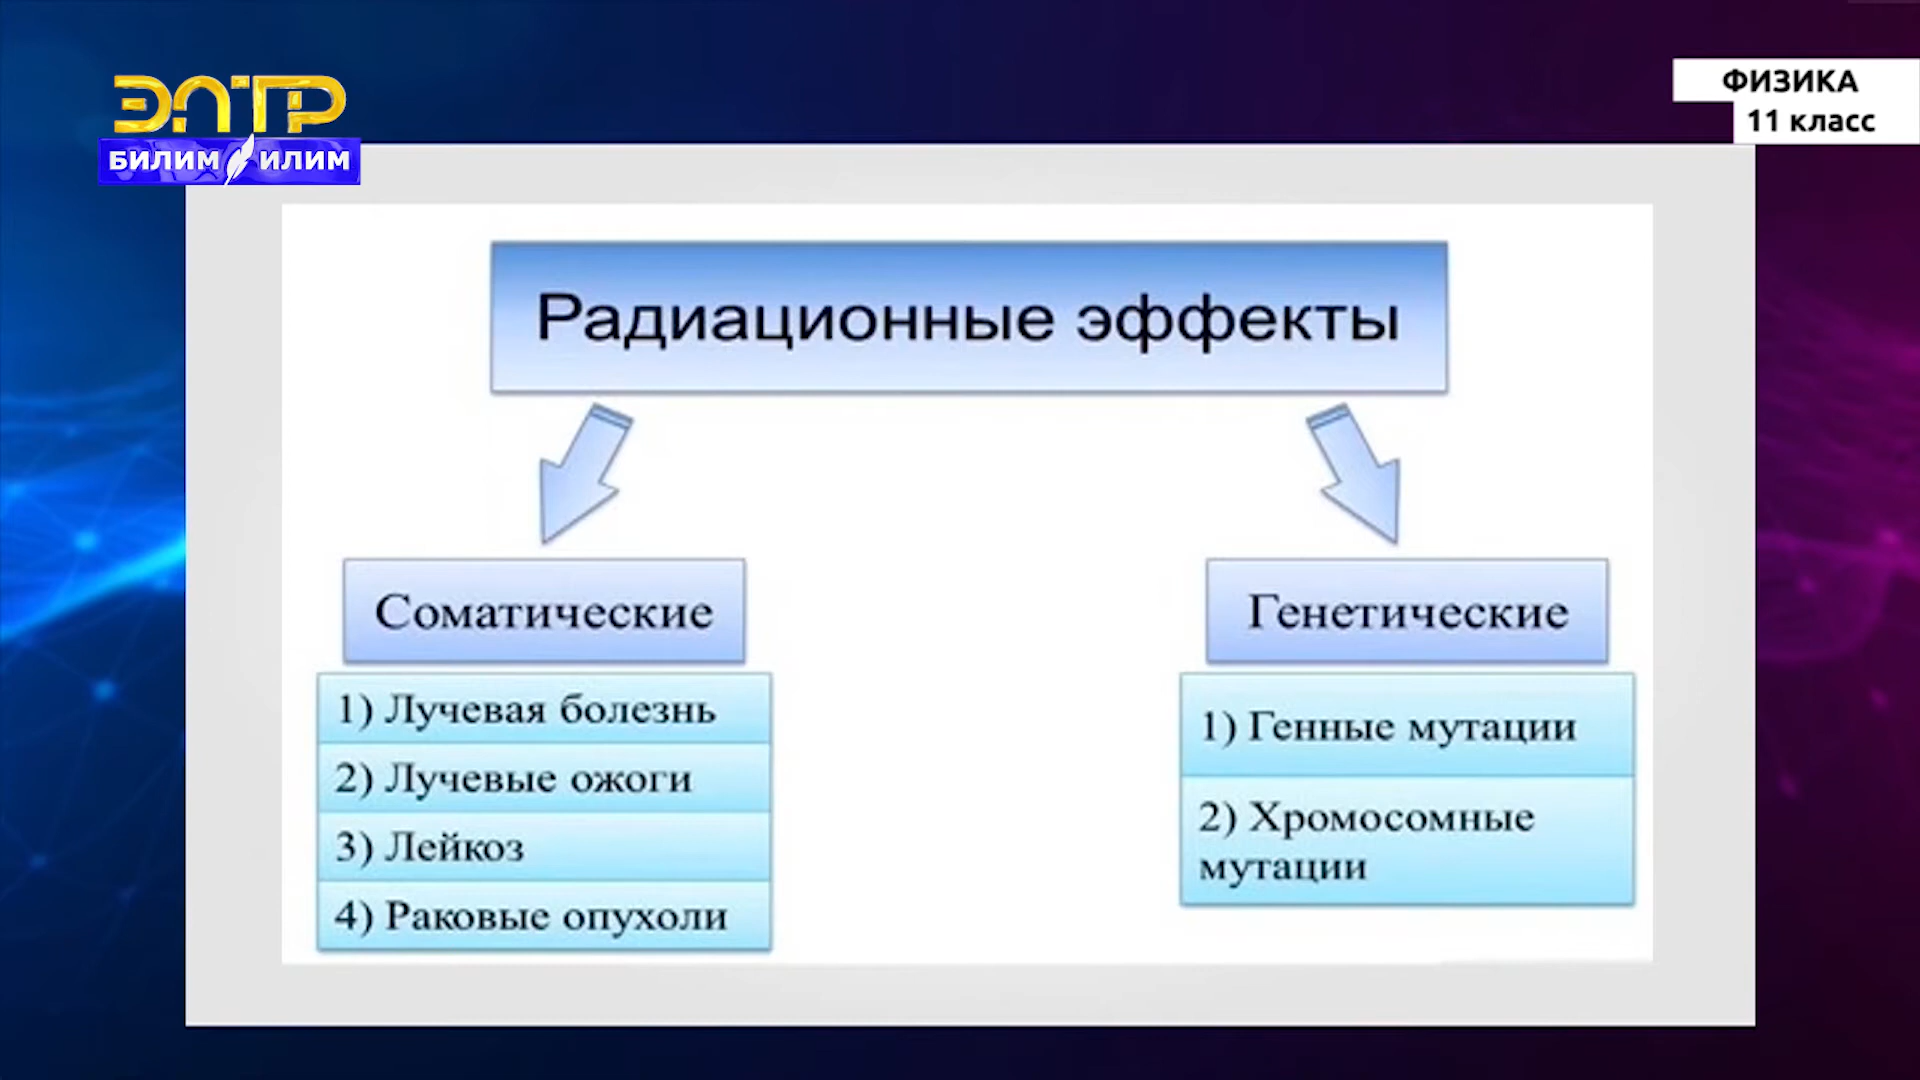 ЭЛТР
БИЛИМ ИЛИМ
ФИЗИКА
11 класс
Радиационные эффекты
Соматические
1) Лучевая болезнь
2) Лучевые ожоги
3) Лейкоз
4) Раковые опухоли
Генетические
1) Генные мутации
2) Хромосомные
мутации